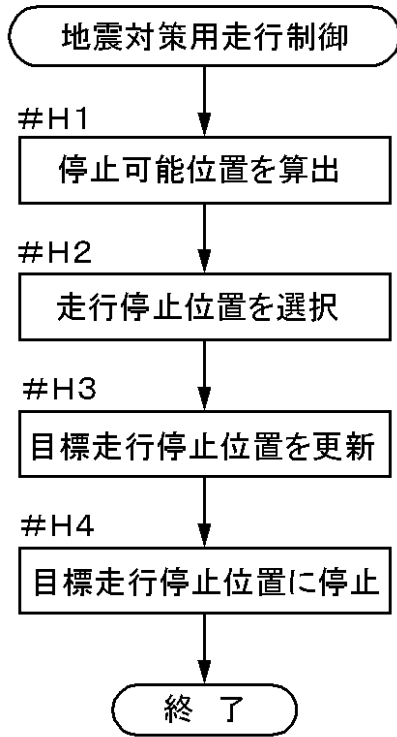 地震対策用走行制御
#H1
停止可能位置を算出
#H2
走行停止位置を選択
#H3
目標走行停止位置を更新
#H4
目標走行停止位置に停止
終 了